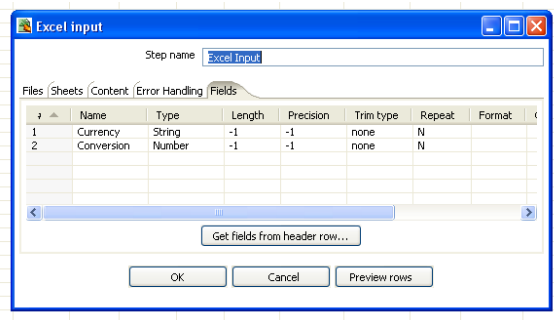 Excel input
Step name Excel Input
Files Sheets Content Error Handling Fields
Name Type Length Precision Trim type Repeat Format
1 Currency String -1 -1 none N
2 Conversion Number -1 -1 none N
Get fields from header row...
OK Cancel Preview rows